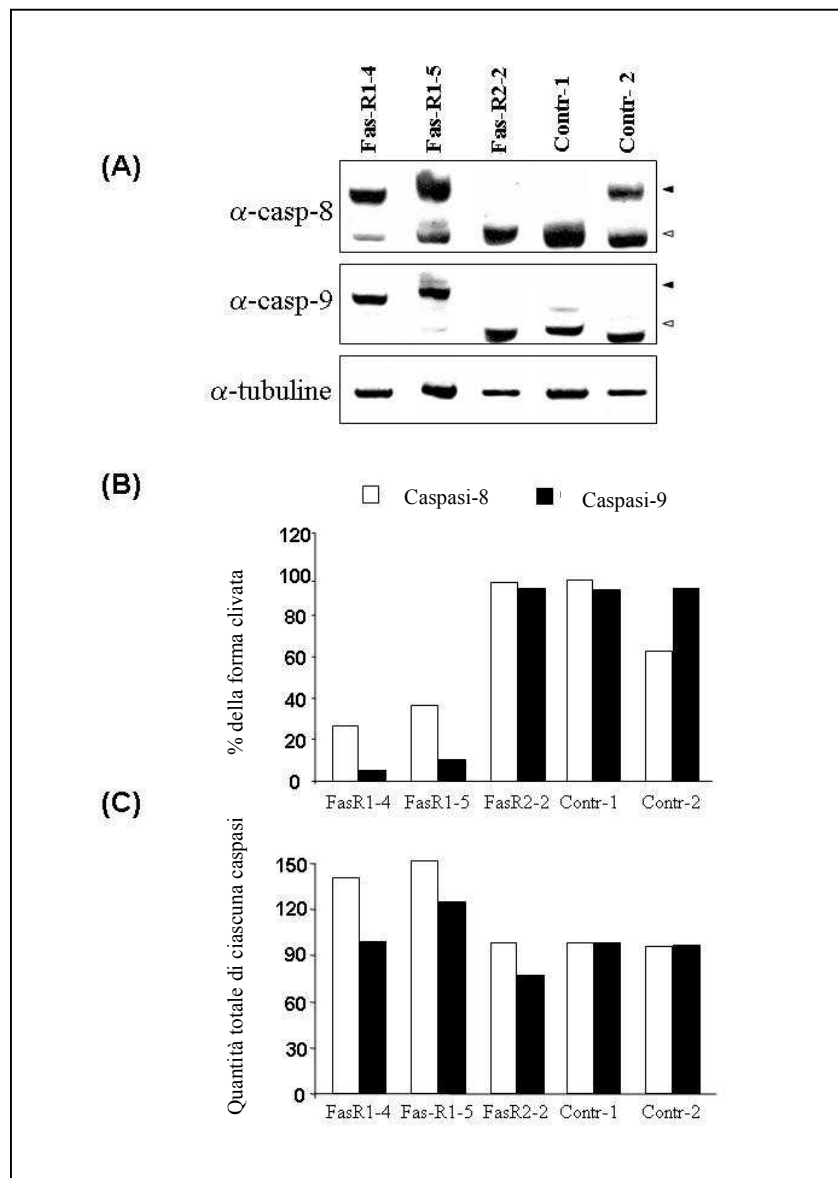 Fas-R1-4
Fas-R1-5
Fas-R2-2
Contr-1
Contr- 2
(A)
α-casp-8
α-casp-9
α-tubuline
(B)
Caspasi-8
Caspasi-9
% della forma clivata
120
100
80
60
40
20
0
FasR1-4
FasR1-5
FasR2-2
Contr-1
Contr-2
(C)
Quantità totale di ciascuna caspasi
150
120
90
60
30
0
FasR1-4
Fas-R1-5
FasR2-2
Contr-1
Contr-2